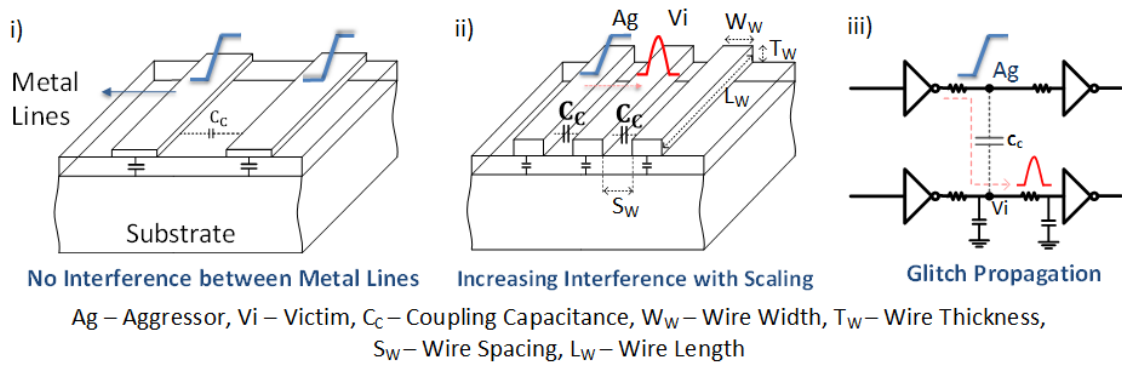 i)
Metal
Lines
C_C
Substrate
No Interference between Metal Lines
ii)
Ag
Vi
W_W
T_W
L_W
C_C
C_C
S_W
Increasing Interference with Scaling
iii)
Ag
C_c
Vi
Glitch Propagation
Ag – Aggressor, Vi – Victim, C_C – Coupling Capacitance, W_W – Wire Width, T_W – Wire Thickness,
S_W – Wire Spacing, L_W – Wire Length